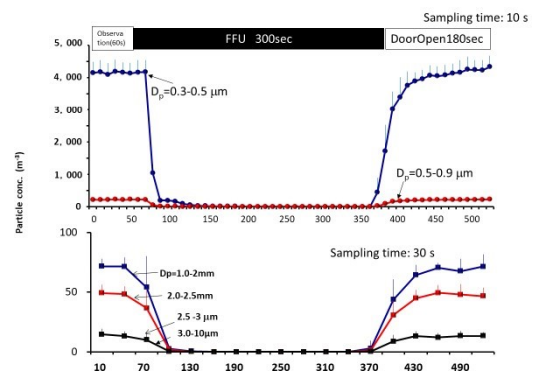 Sampling time: 10 s
Observa
tion(60s)
FFU 300sec
DoorOpen180sec
5, 000
4, 000
3, 000
2, 000
1, 000
0
Dp=0.3-0.5 μm
Dp=0.5-0.9 μm
0 50 100 150 200 250 300 350 400 450 500
Particle conc. (m-3)
100
50
0
Sampling time: 30 s
Dp=1.0-2mm
2.0-2.5mm
2.5 -3 μm
3.0-10μm
10 70 130 190 250 310 370 430 490